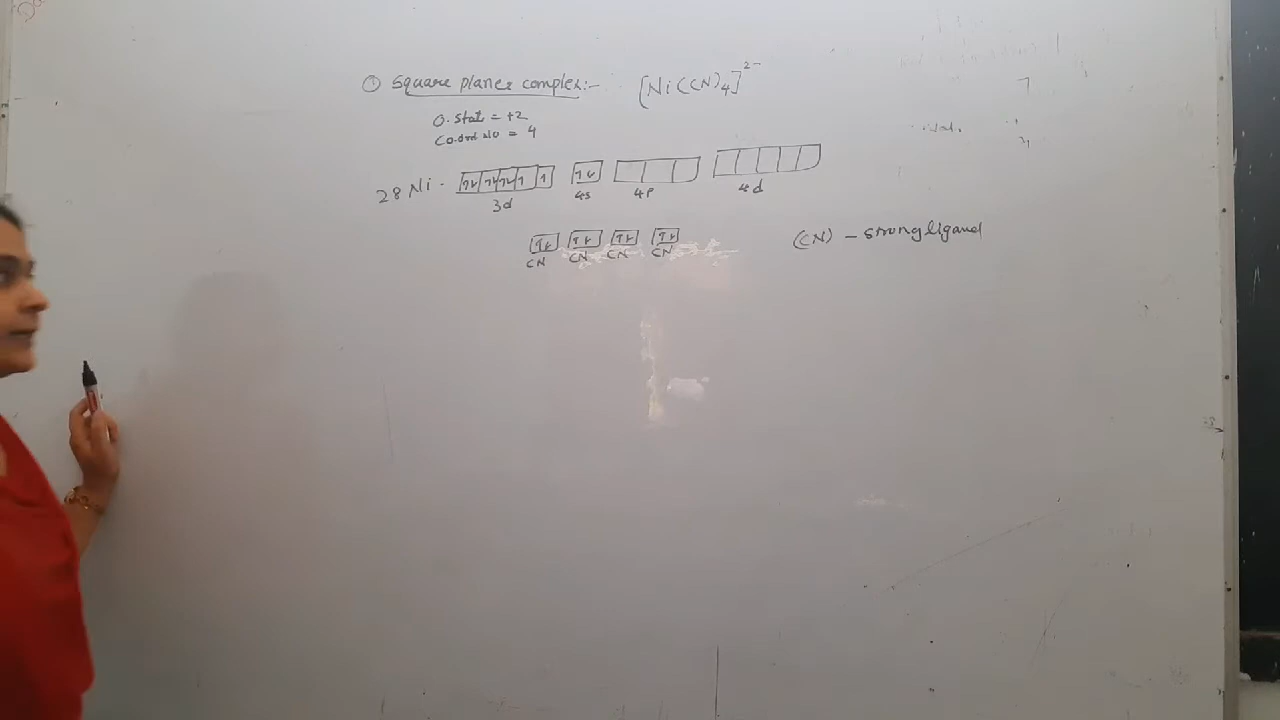 ① Square planer complex:- [Ni(CN)4]2-
O. State = +2
Co.ord No = 4
28 Ni -
3d 4s 4p 4d
CN CN CN CN
(CN) - strong ligand